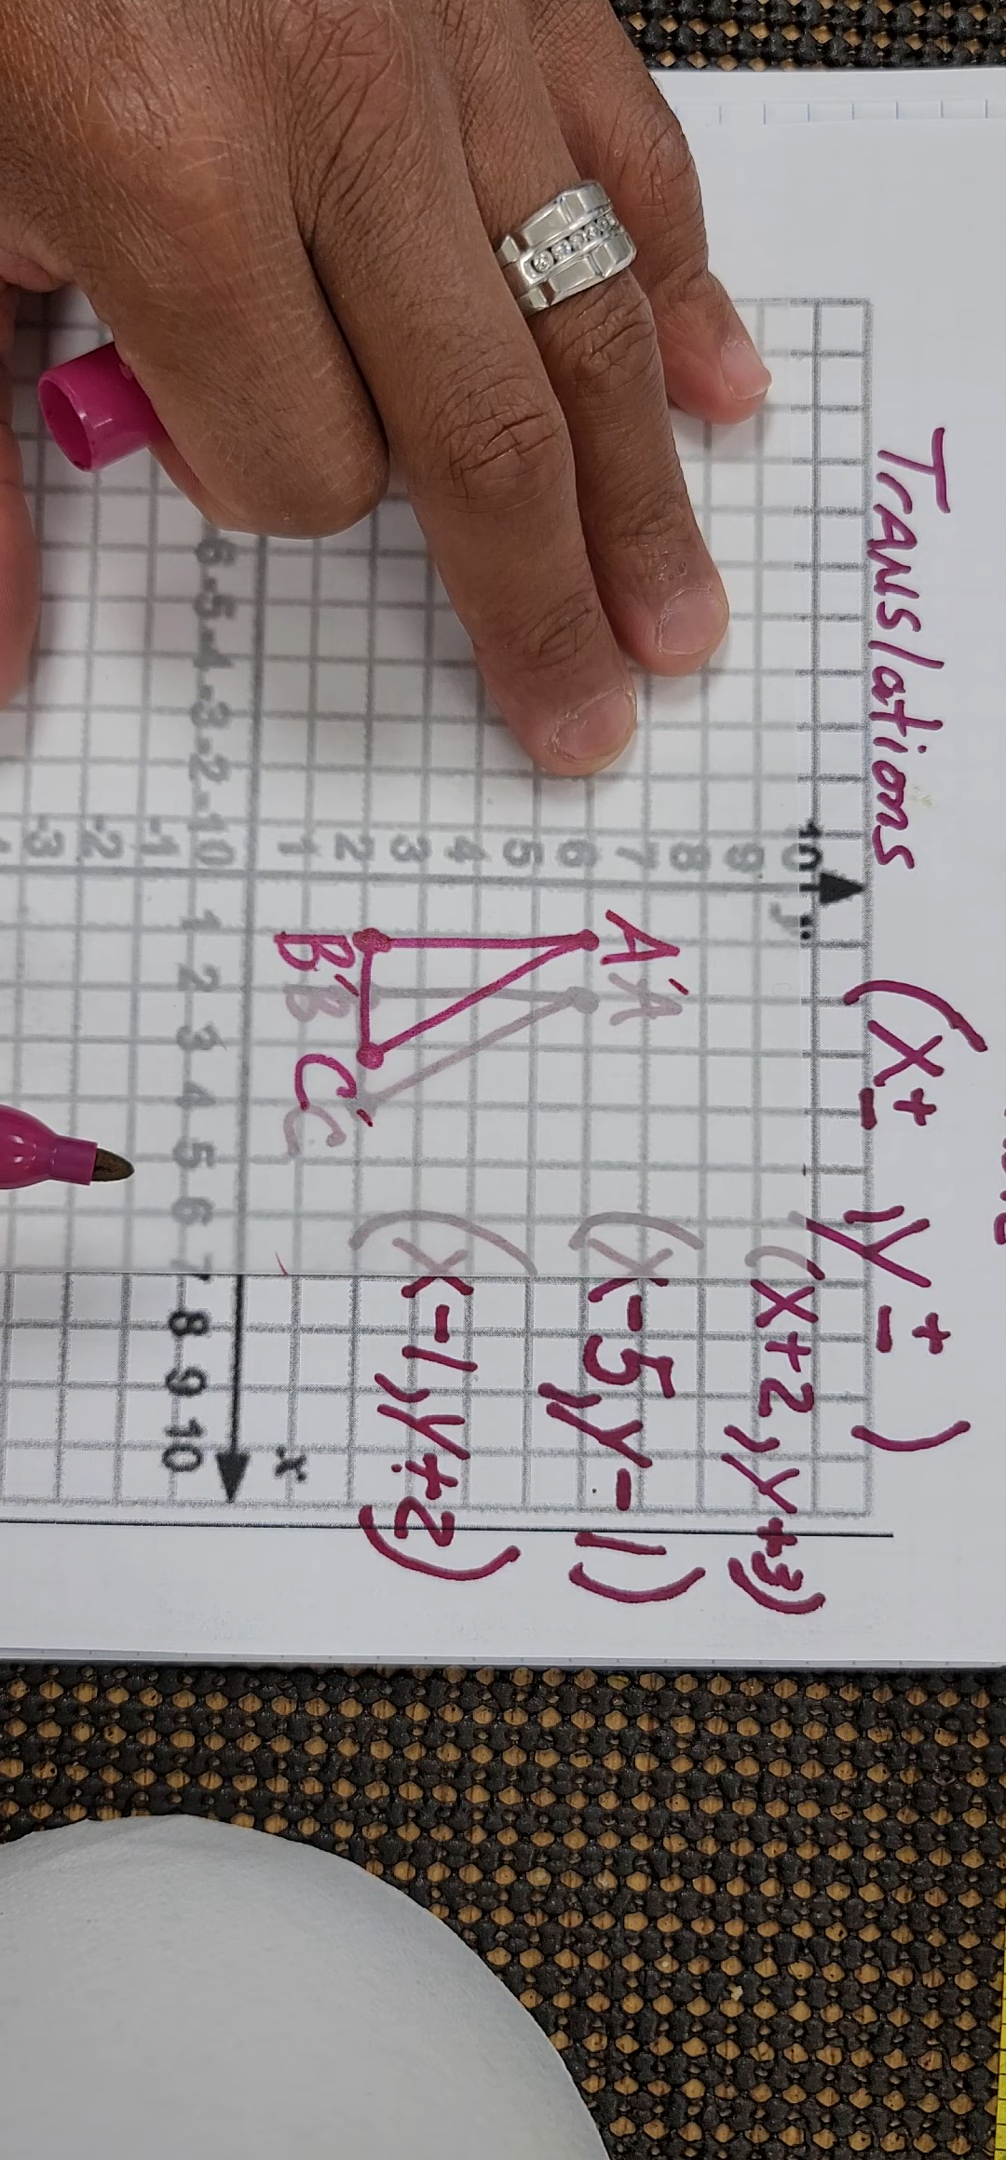 Translations
(x ± , y ± )
(x+2, y+3)
(x-5, y-1)
(x-1, y+2)
10 y
9
8
7
6
5
4
3
2
1
A' A
B' B C' C
-6 -5 -4 -3 -2 -1 0 1 2 3 4 5 6 7 8 9 10 x
-1
-2
-3